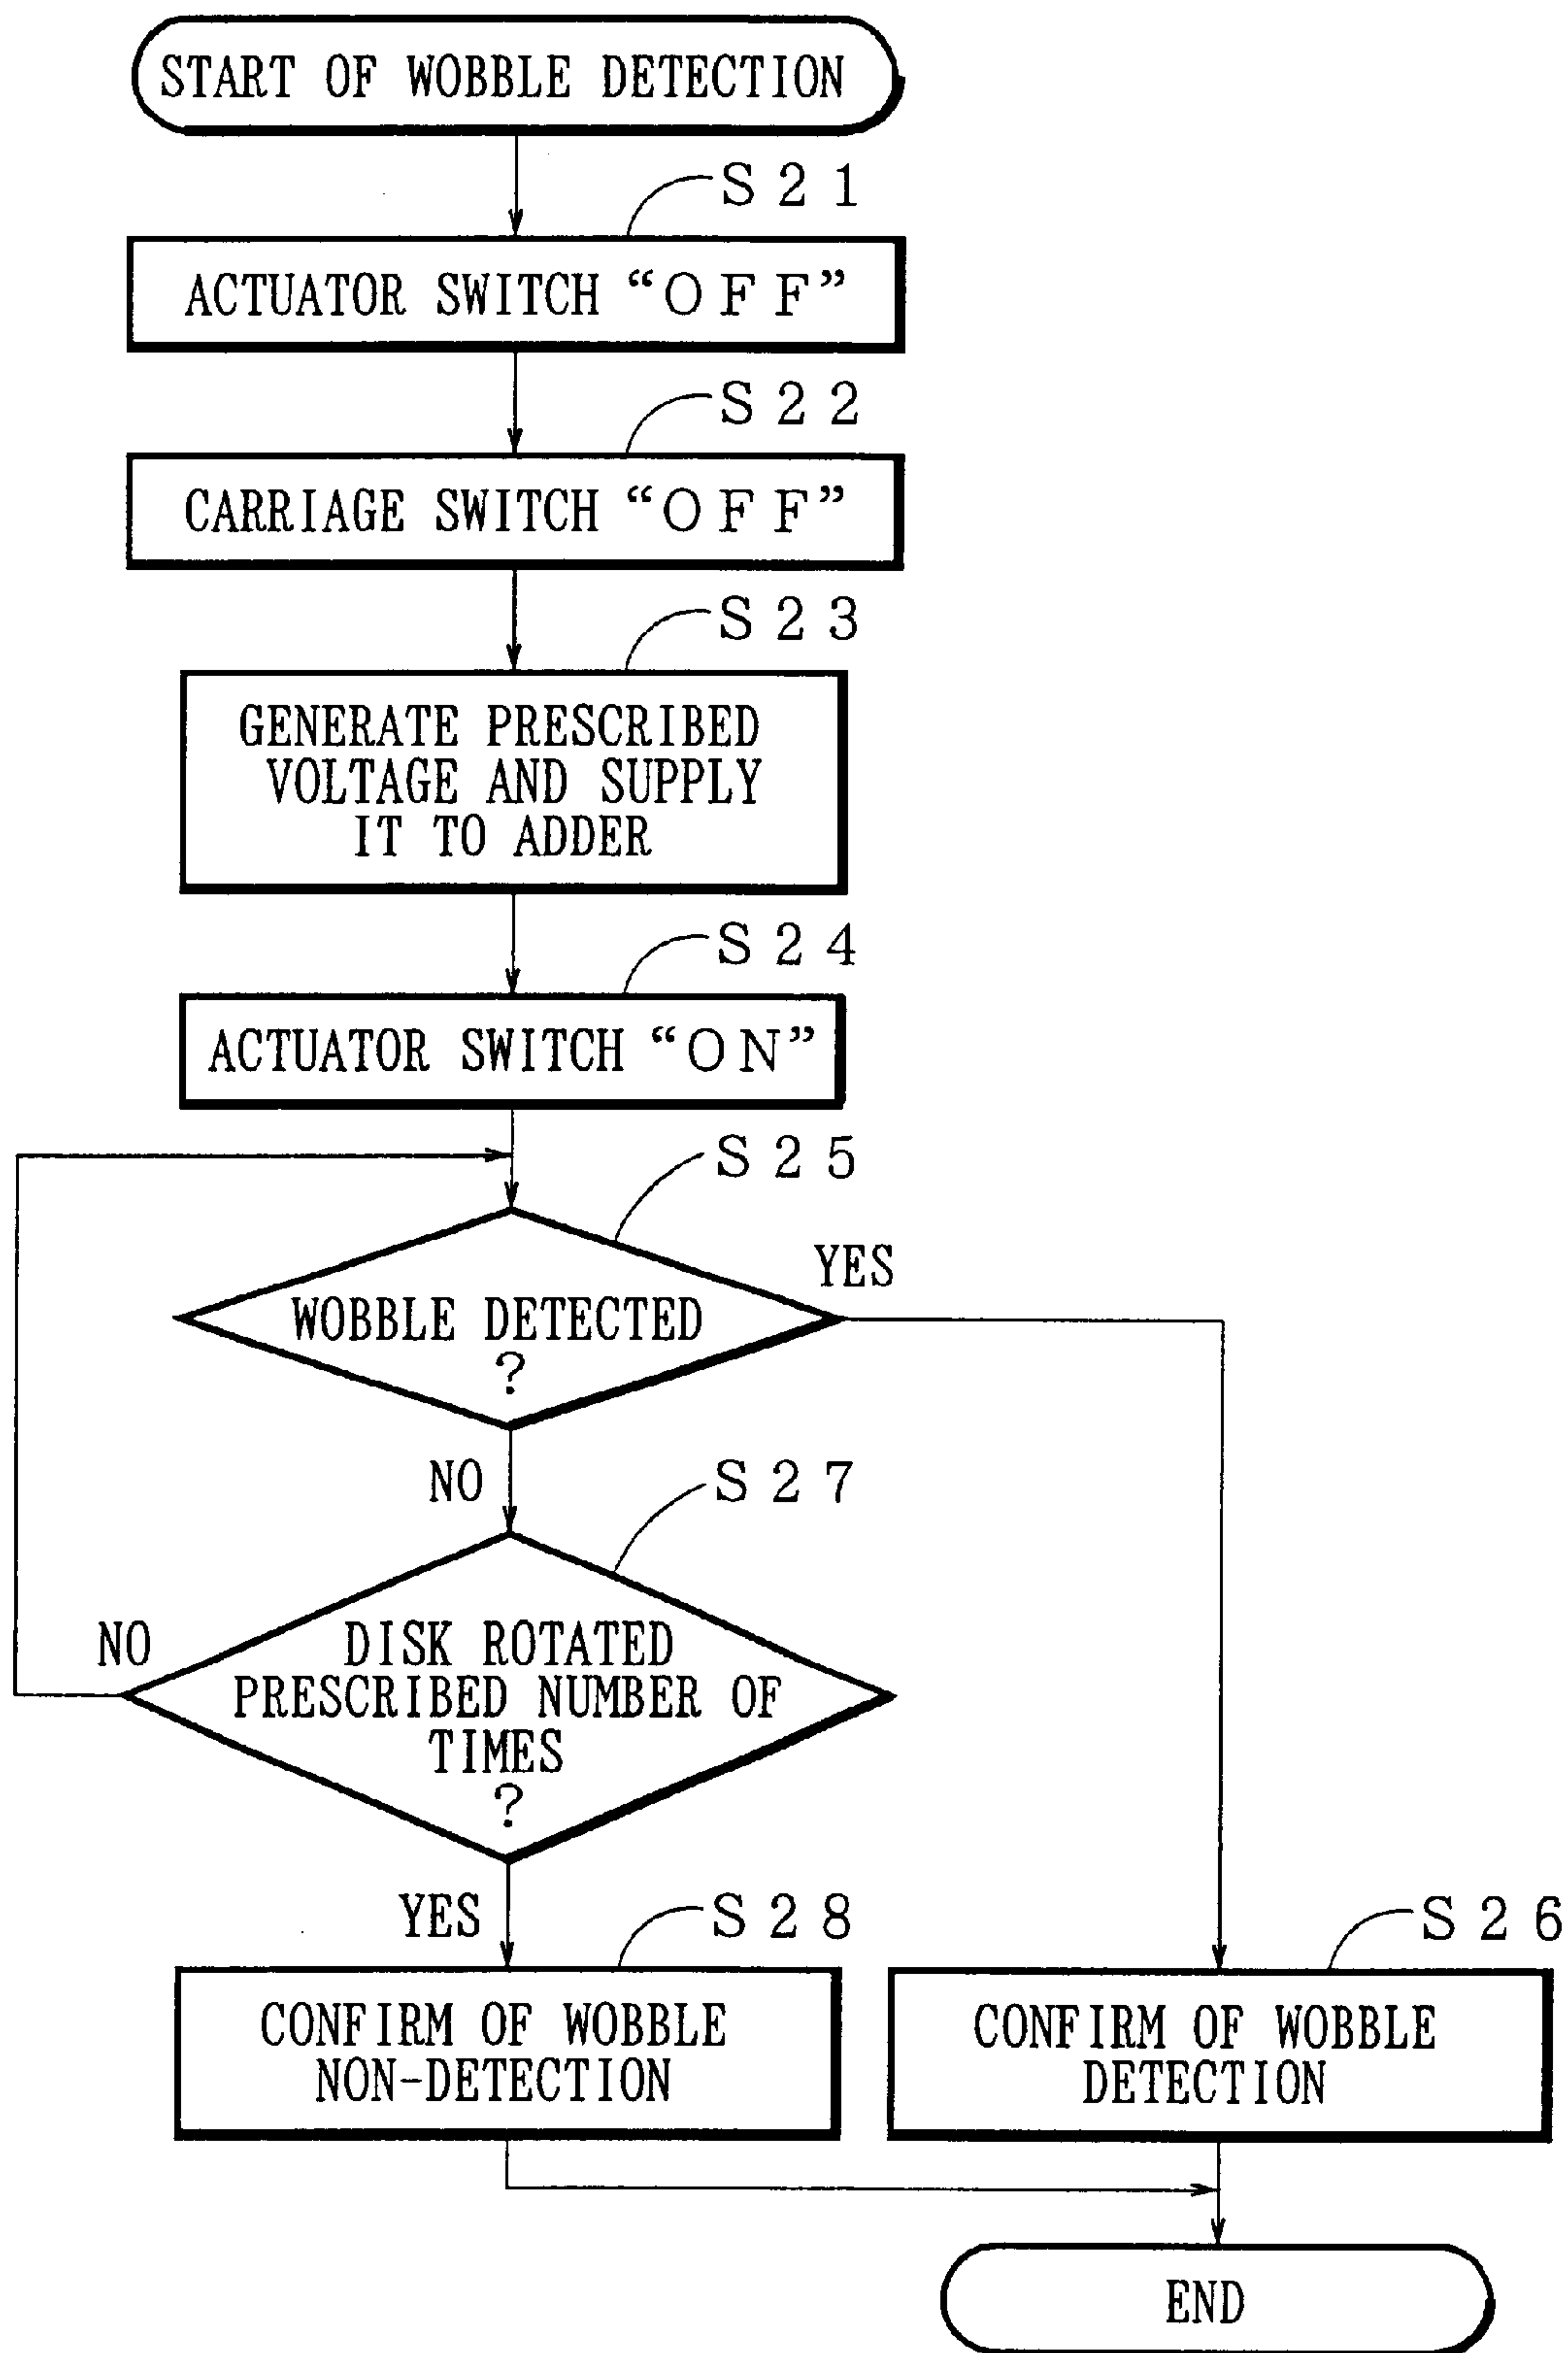 START OF WOBBLE DETECTION
S21
ACTUATOR SWITCH “OFF”
S22
CARRIAGE SWITCH “OFF”
S23
GENERATE PRESCRIBED
VOLTAGE AND SUPPLY
IT TO ADDER
S24
ACTUATOR SWITCH “ON”
S25
YES
WOBBLE DETECTED
?
NO
S27
NO
DISK ROTATED
PRESCRIBED NUMBER OF
TIMES
?
YES
S28
S26
CONFIRM OF WOBBLE
NON-DETECTION
CONFIRM OF WOBBLE
DETECTION
END